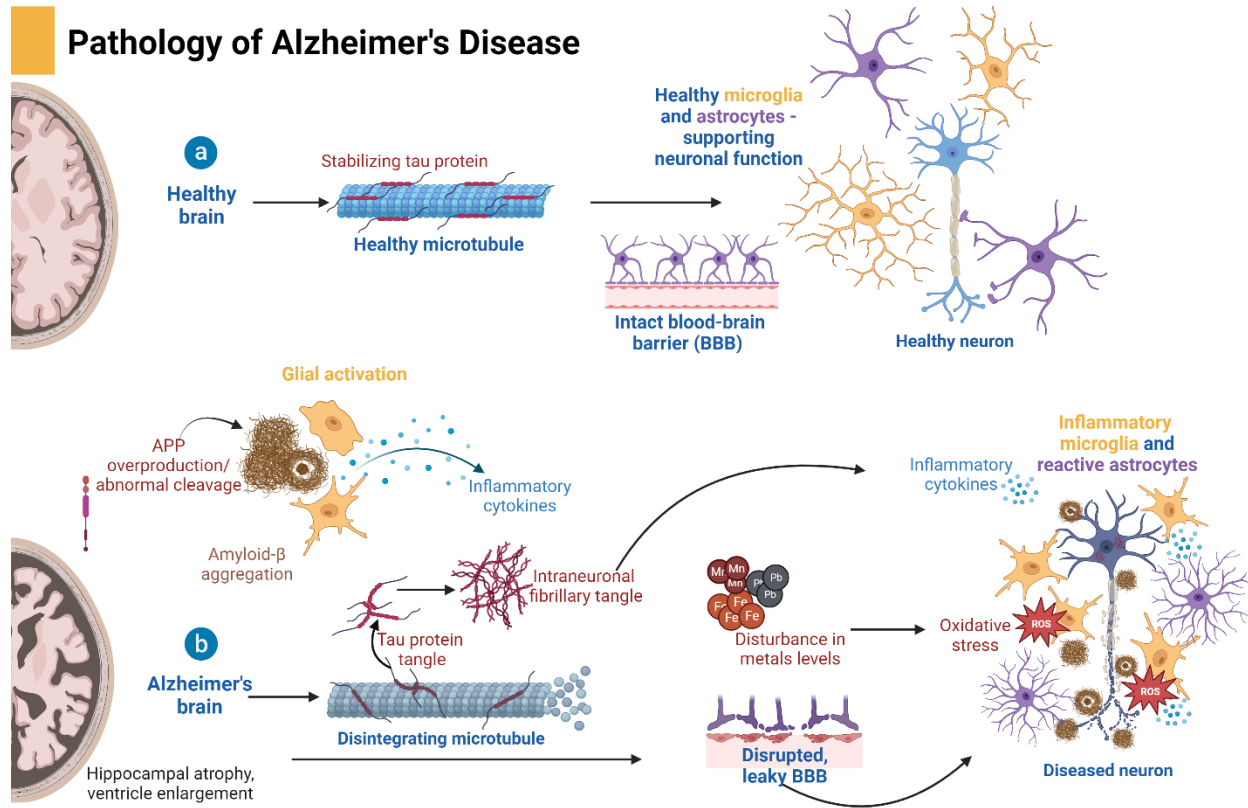 Pathology of Alzheimer's Disease
a
Healthy
brain
Stabilizing tau protein
Healthy microtubule
Healthy microglia
and astrocytes -
supporting
neuronal function
Intact blood-brain
barrier (BBB)
Healthy neuron
Glial activation
APP
overproduction/
abnormal cleavage
Inflammatory
cytokines
Amyloid-β
aggregation
Intraneuronal
fibrillary tangle
Tau protein
tangle
b
Alzheimer's
brain
Disintegrating microtubule
Hippocampal atrophy,
ventricle enlargement
Mn
Mn
Pb
Pb
Fe
Fe
Fe
Disturbance in
metals levels
Disrupted,
leaky BBB
Inflammatory
microglia and
reactive astrocytes
Inflammatory
cytokines
Oxidative
stress
ROS
ROS
Diseased neuron